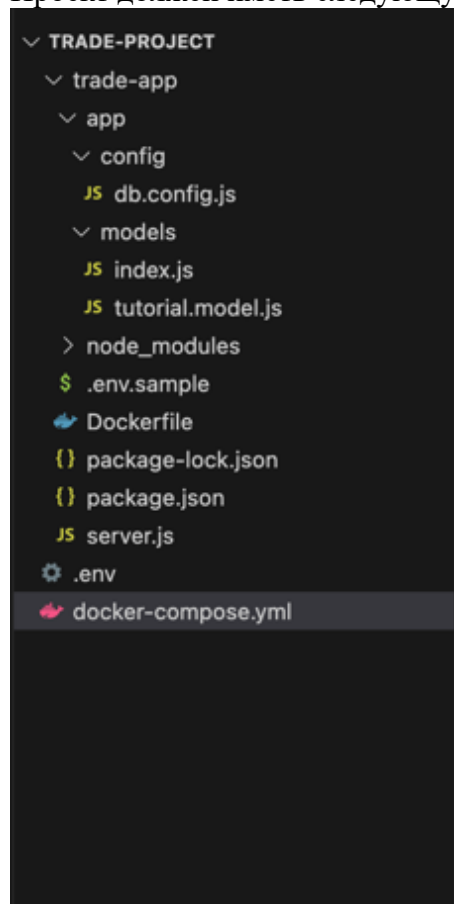 TRADE-PROJECT
trade-app
app
config
JS db.config.js
models
JS index.js
JS tutorial.model.js
node_modules
$ .env.sample
Dockerfile
{} package-lock.json
{} package.json
JS server.js
.env
docker-compose.yml